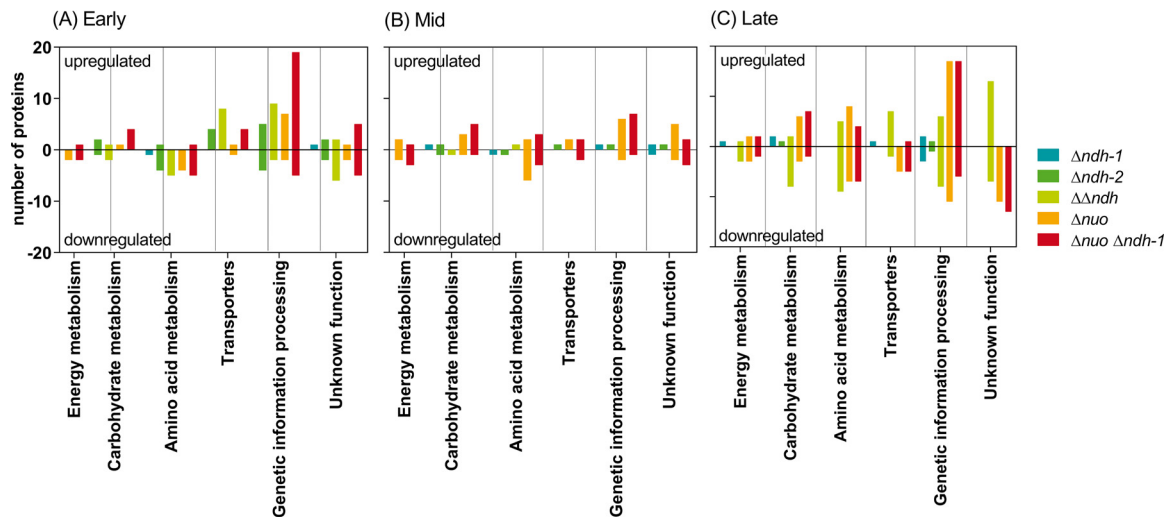 (A) Early
(B) Mid
(C) Late
number of proteins
20
10
0
-10
-20
upregulated
downregulated
upregulated
downregulated
upregulated
downregulated
Energy metabolism
Carbohydrate metabolism
Amino acid metabolism
Transporters
Genetic information processing
Unknown function
Energy metabolism
Carbohydrate metabolism
Amino acid metabolism
Transporters
Genetic information processing
Unknown function
Energy metabolism
Carbohydrate metabolism
Amino acid metabolism
Transporters
Genetic information processing
Unknown function
Δndh-1
Δndh-2
ΔΔndh
Δnuo
Δnuo Δndh-1